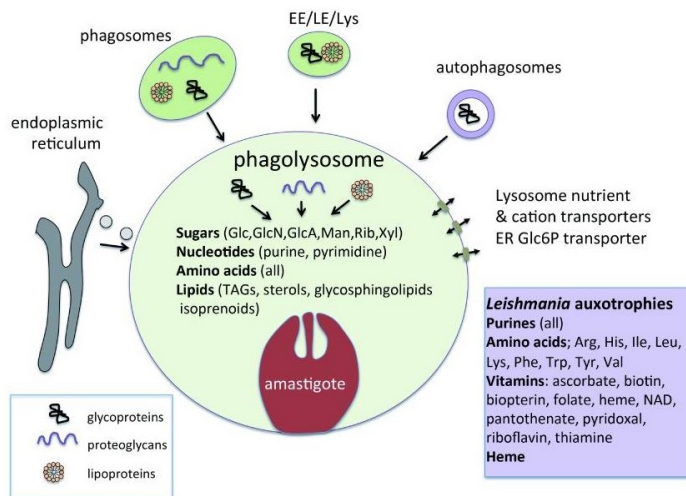 EE/LE/Lys
phagosomes
autophagosomes
endoplasmic
reticulum
phagolysosome
Sugars (Glc,GlcN,GlcA,Man,Rib,Xyl)
Nucleotides (purine, pyrimidine)
Amino acids (all)
Lipids (TAGs, sterols, glycosphingolipids
isoprenoids)
amastigote
Lysosome nutrient
& cation transporters
ER Glc6P transporter
Leishmania auxotrophies
Purines (all)
Amino acids; Arg, His, Ile, Leu,
Lys, Phe, Trp, Tyr, Val
Vitamins: ascorbate, biotin,
biopterin, folate, heme, NAD,
pantothenate, pyridoxal,
riboflavin, thiamine
Heme
glycoproteins
proteoglycans
lipoproteins